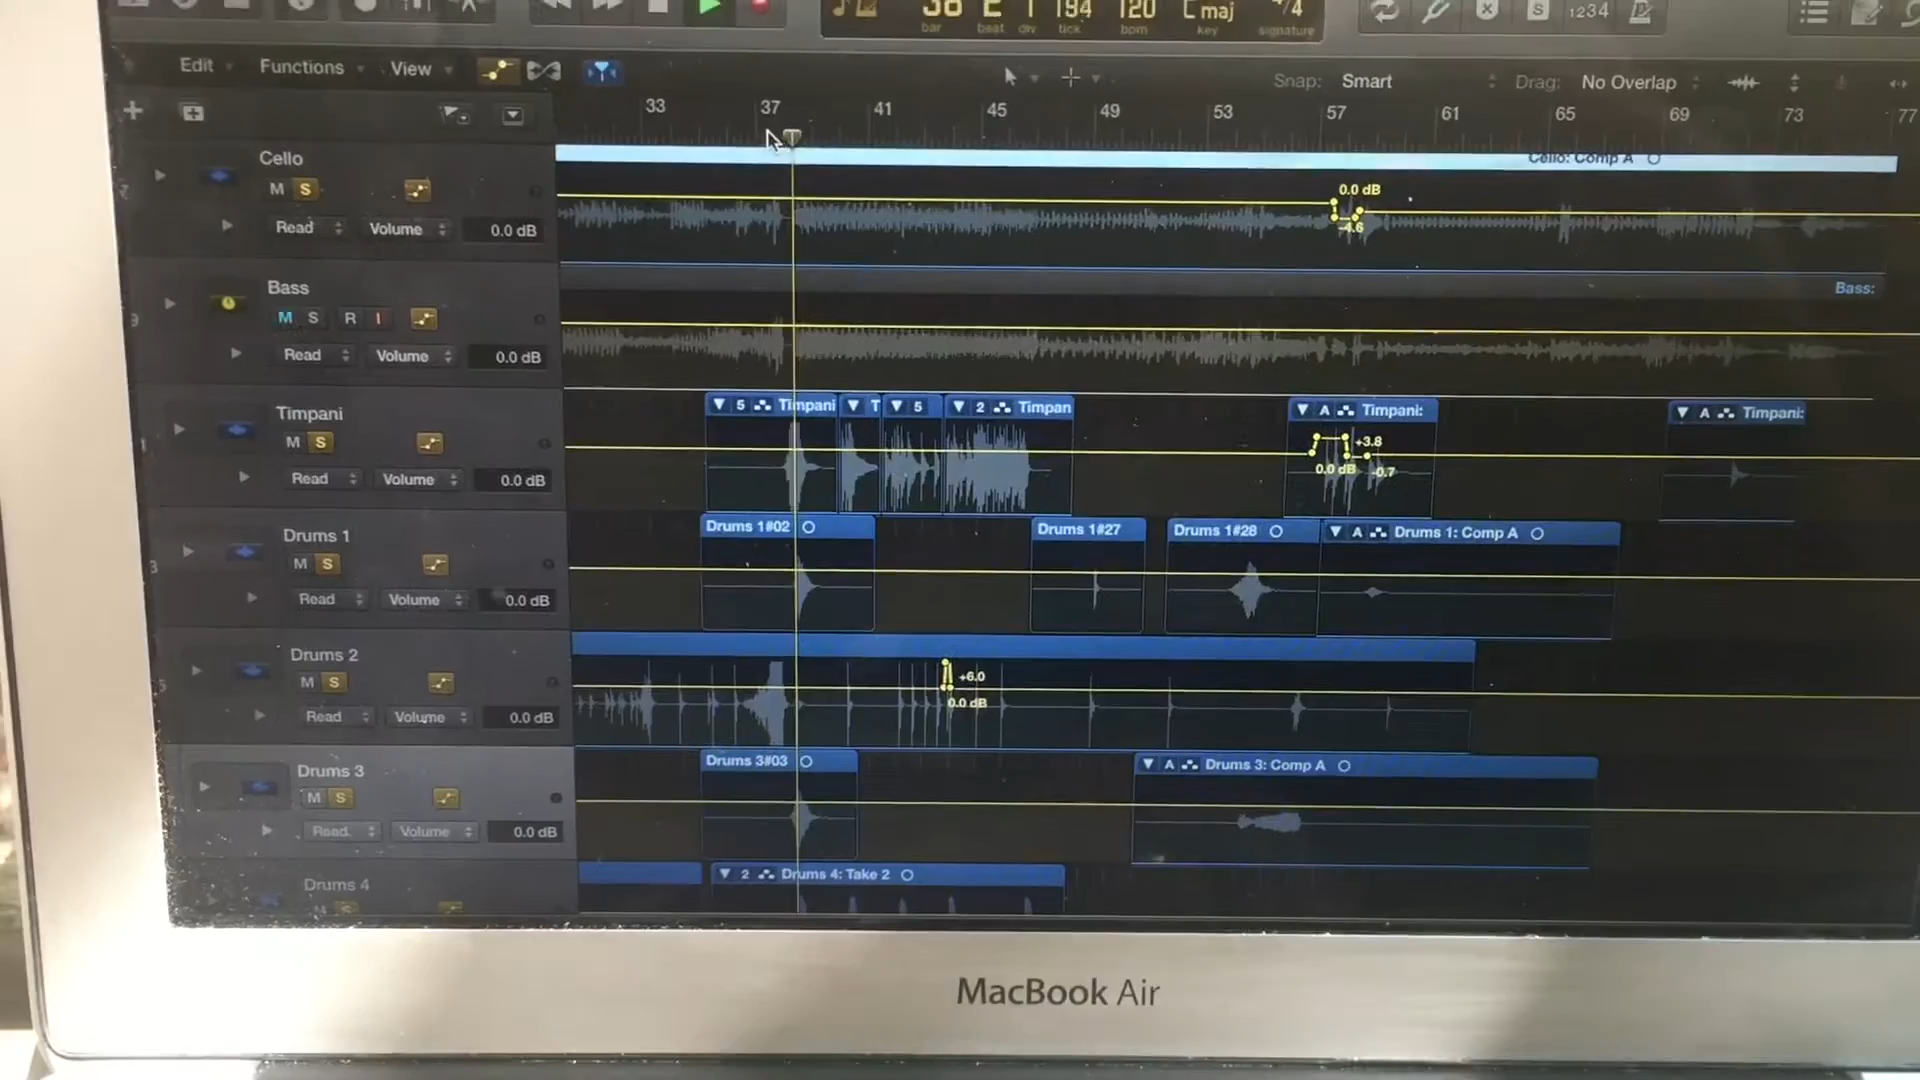 38 2 1 194 120 C maj 4/4
bar beat div tick bpm key signature
1234
Edit Functions View
Snap: Smart Drag: No Overlap
33 37 41 45 49 53 57 61 65 69 73 77
Cello
M S
Read Volume 0.0 dB
Cello: Comp A
0.0 dB
-4.6
Bass
M S R I
Read Volume 0.0 dB
Bass:
Timpani
M S
Read Volume 0.0 dB
5 Timpani T 5 2 Timpan A Timpani: A Timpani:
+3.8
0.0 dB -0.7
Drums 1
M S
Read Volume 0.0 dB
Drums 1#02 Drums 1#27 Drums 1#28 A Drums 1: Comp A
Drums 2
M S
Read Volume 0.0 dB
+6.0
0.0 dB
Drums 3
M S
Read Volume 0.0 dB
Drums 3#03 A Drums 3: Comp A
Drums 4
M S
2 Drums 4: Take 2
MacBook Air